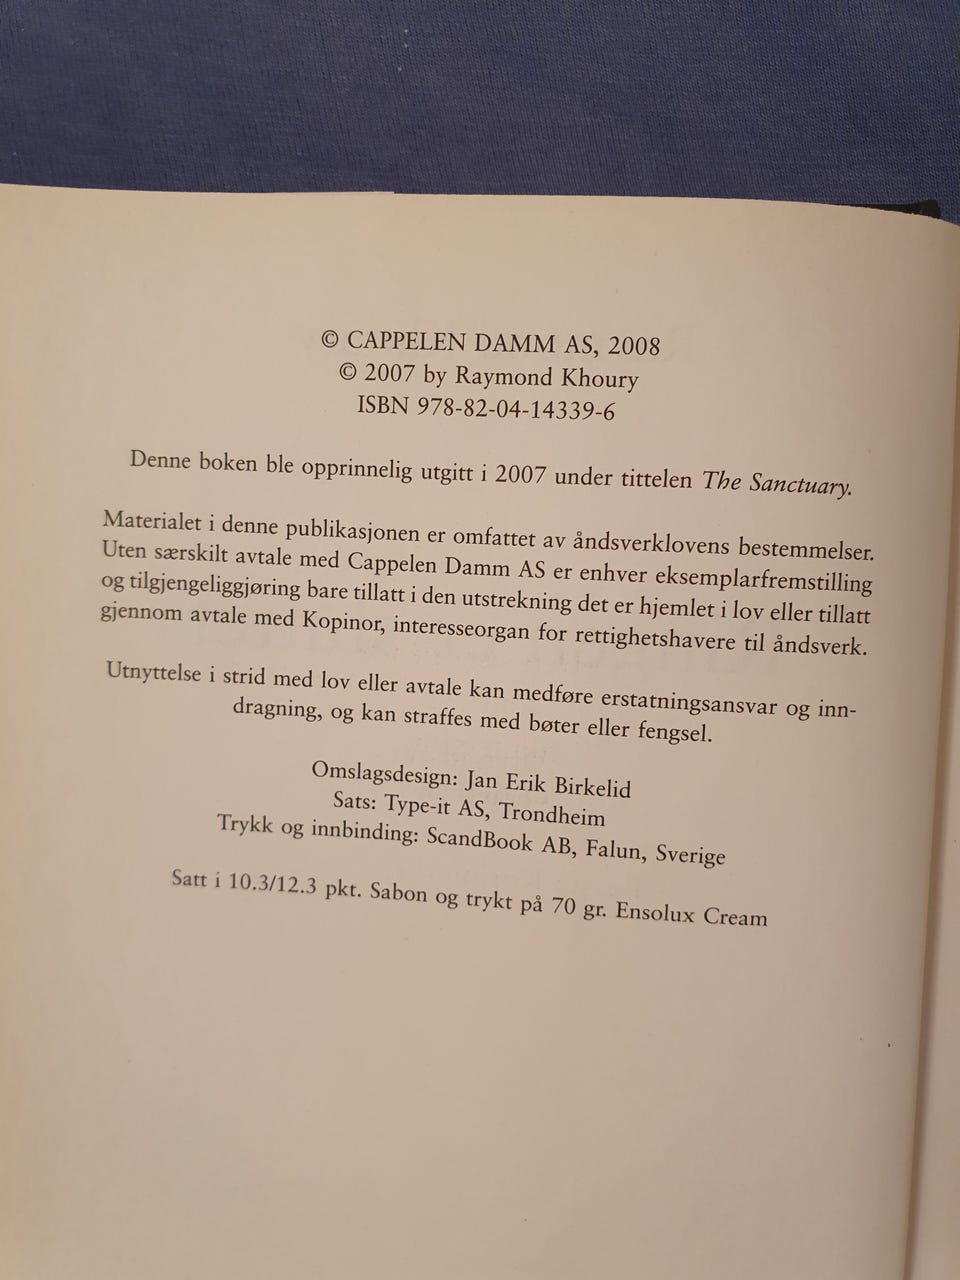 © CAPPELEN DAMM AS, 2008
© 2007 by Raymond Khoury
ISBN 978-82-04-14339-6
Denne boken ble opprinnelig utgitt i 2007 under tittelen The Sanctuary.
Materialet i denne publikasjonen er omfattet av åndsverklovens bestemmelser.
Uten særskilt avtale med Cappelen Damm AS er enhver eksemplarfremstilling
og tilgjengeliggjøring bare tillatt i den utstrekning det er hjemlet i lov eller tillatt
gjennom avtale med Kopinor, interesseorgan for rettighetshavere til åndsverk.
Utnyttelse i strid med lov eller avtale kan medføre erstatningsansvar og inn-
dragning, og kan straffes med bøter eller fengsel.
Omslagsdesign: Jan Erik Birkelid
Sats: Type-it AS, Trondheim
Trykk og innbinding: ScandBook AB, Falun, Sverige
Satt i 10.3/12.3 pkt. Sabon og trykt på 70 gr. Ensolux Cream